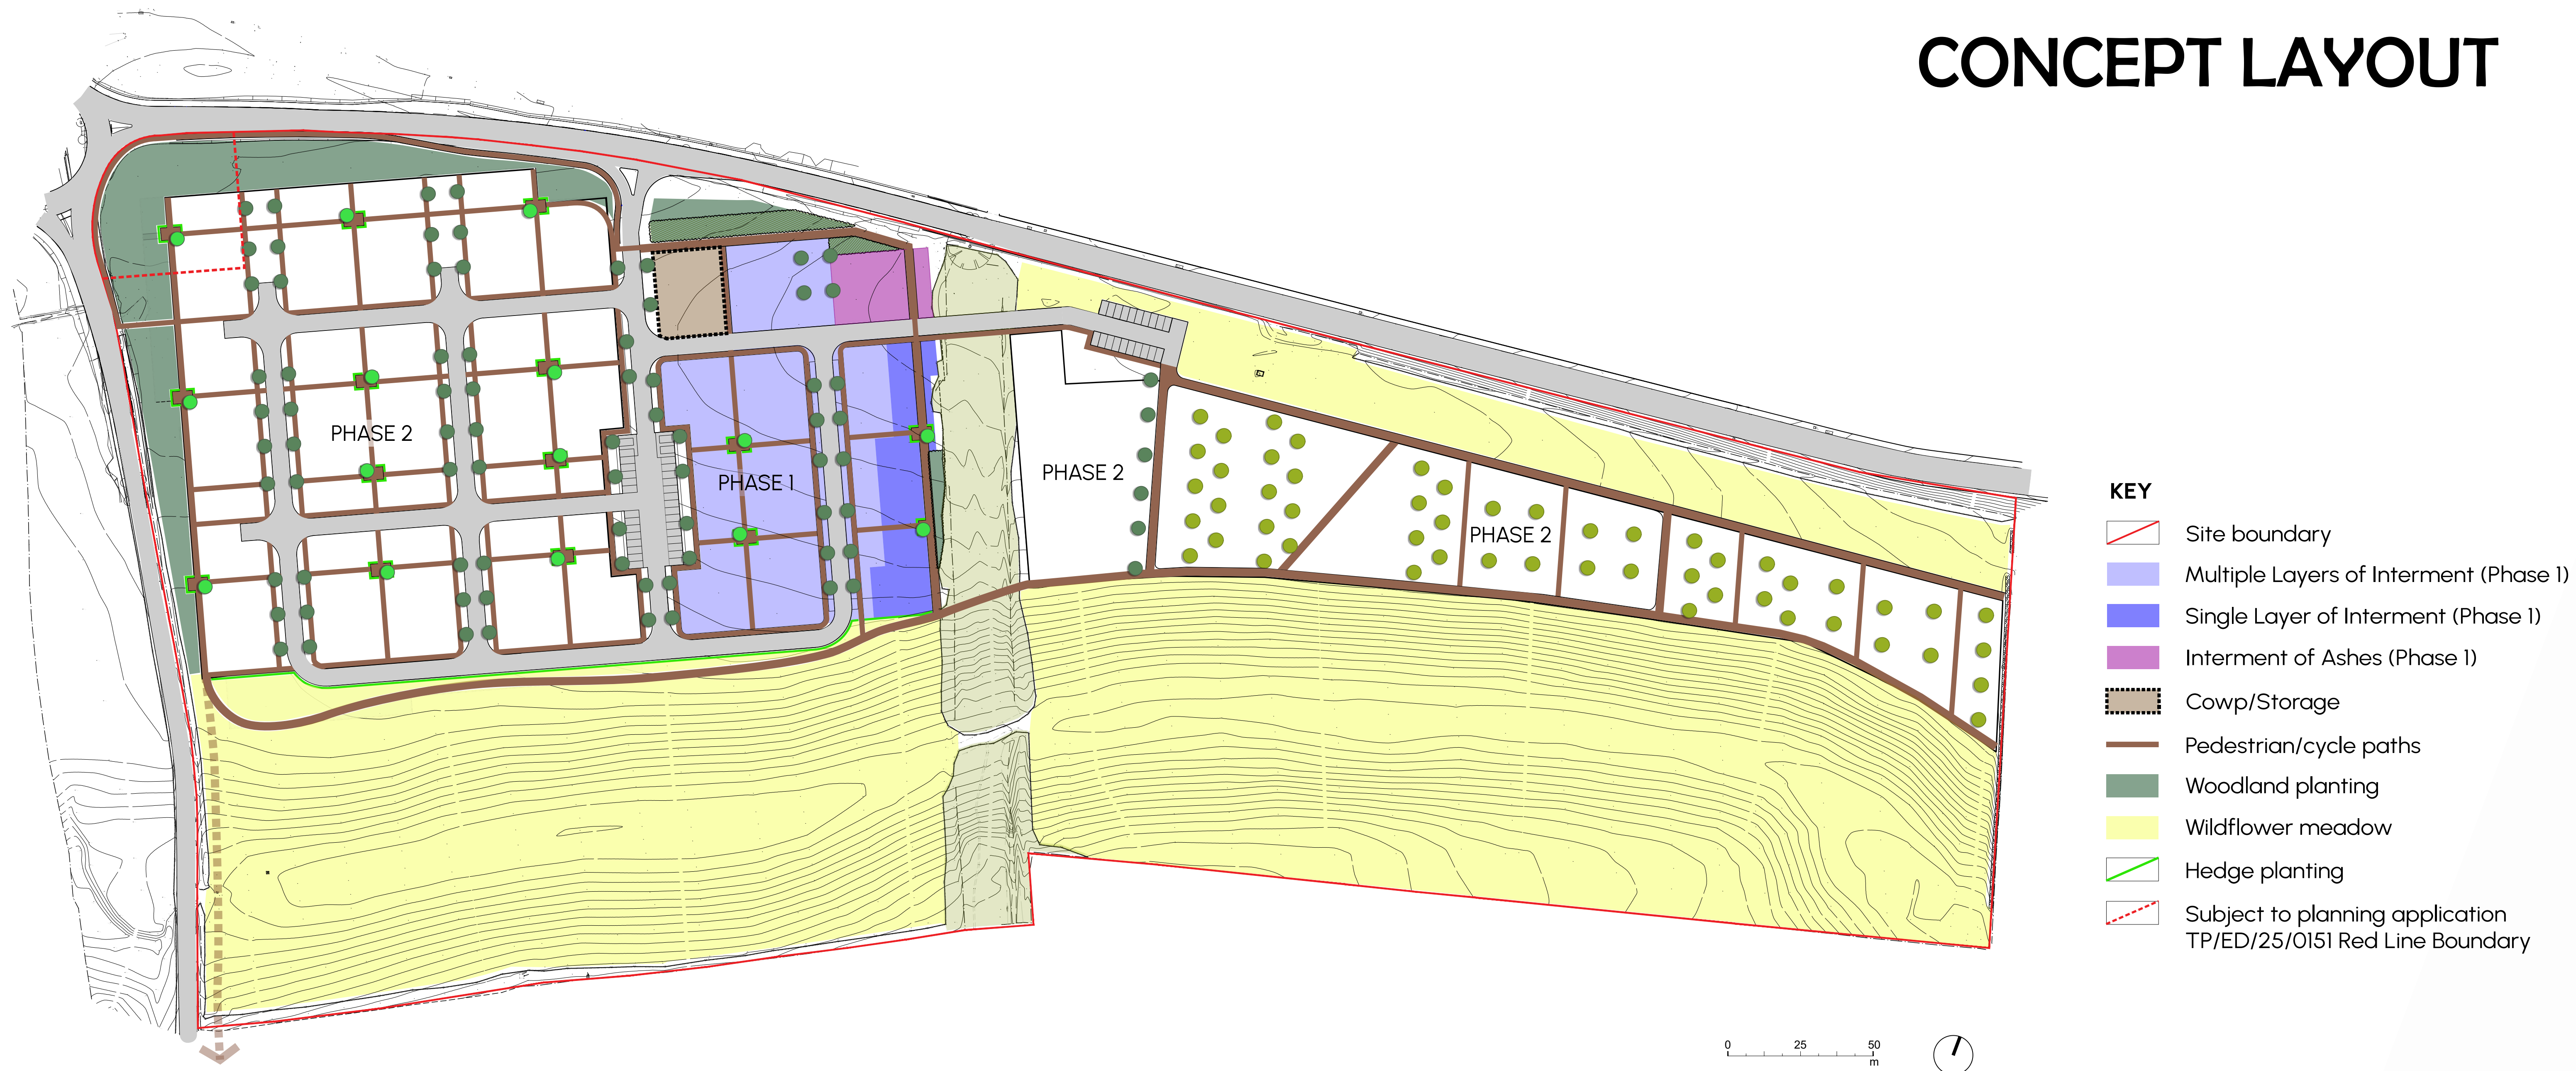 CONCEPT LAYOUT
PHASE 2
PHASE 1
PHASE 2
PHASE 2
KEY
Site boundary
Multiple Layers of Interment (Phase 1)
Single Layer of Interment (Phase 1)
Interment of Ashes (Phase 1)
Cowp/Storage
Pedestrian/cycle paths
Woodland planting
Wildflower meadow
Hedge planting
Subject to planning application
TP/ED/25/0151 Red Line Boundary
0 25 50
m